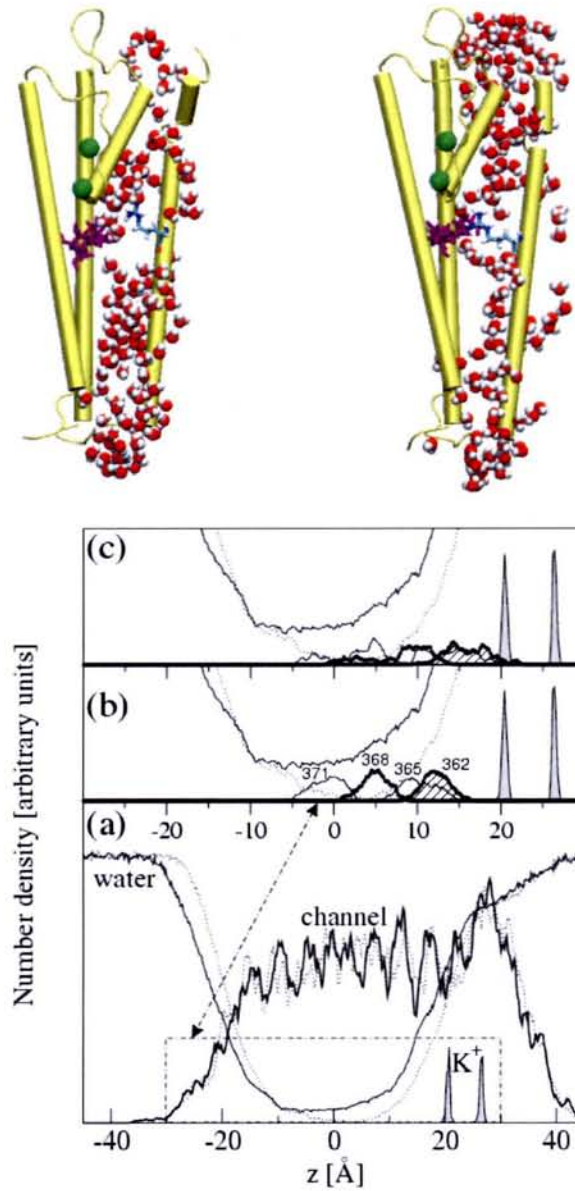 (c)
(b)
371
368
365
362
-20 -10 0 10 20
(a)
water
channel
K+
-40 -20 0 20 40
z [Å]
Number density [arbitrary units]